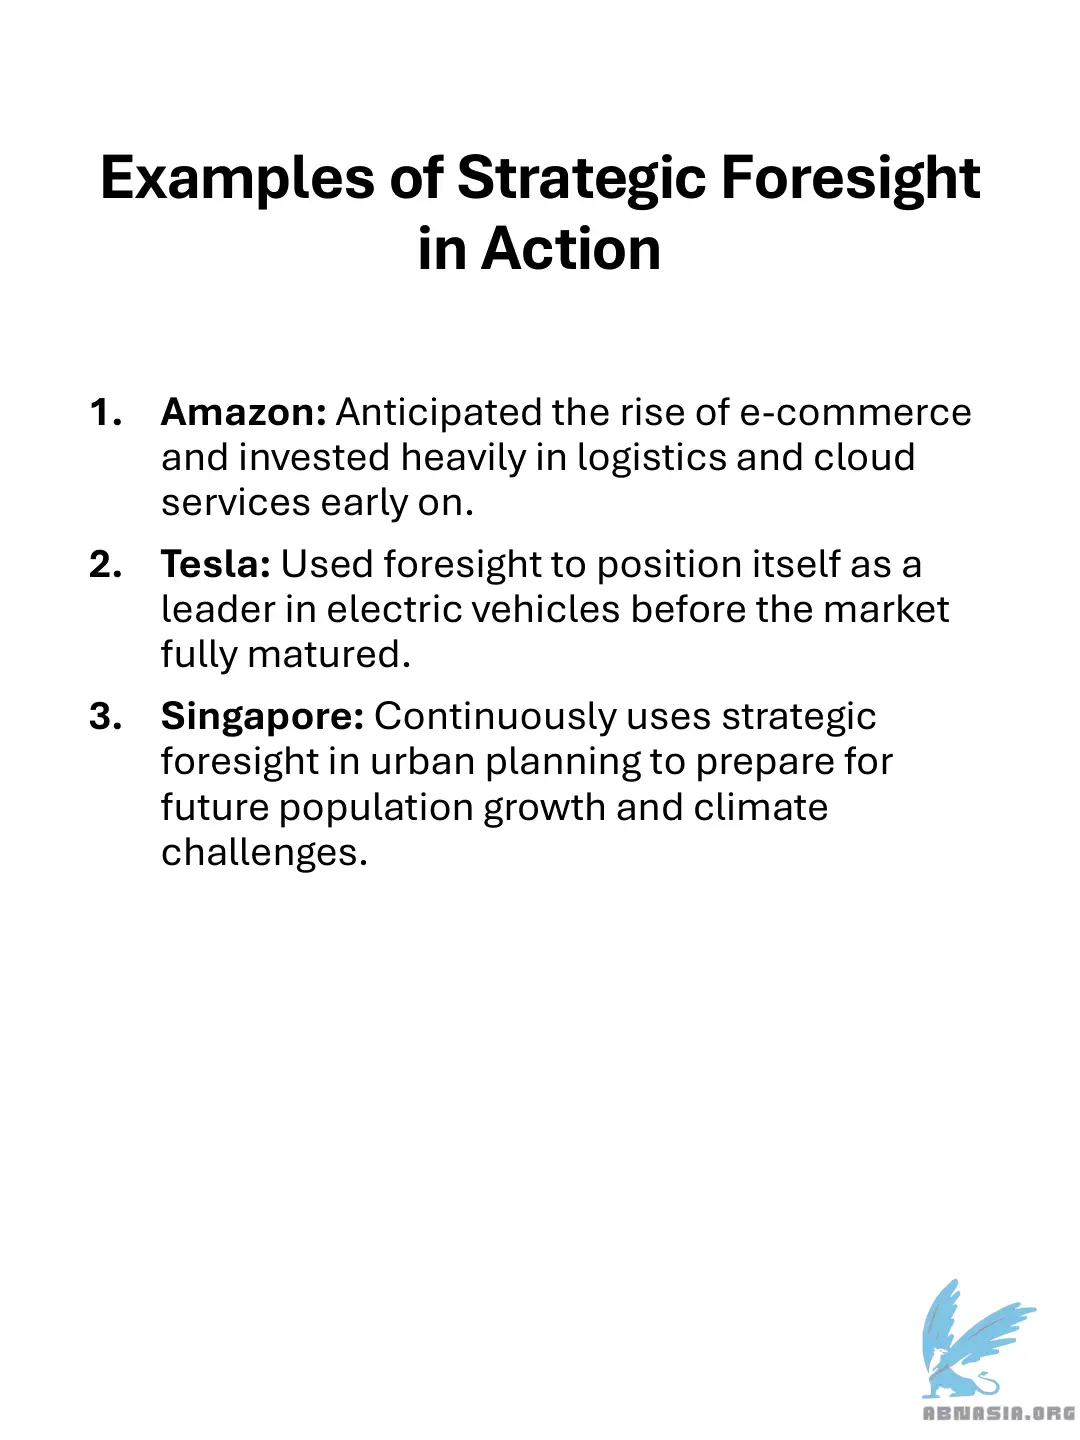 Examples of Strategic Foresight
in Action
1. Amazon: Anticipated the rise of e-commerce
and invested heavily in logistics and cloud
services early on.
2. Tesla: Used foresight to position itself as a
leader in electric vehicles before the market
fully matured.
3. Singapore: Continuously uses strategic
foresight in urban planning to prepare for
future population growth and climate
challenges.
ABNASIA.ORG